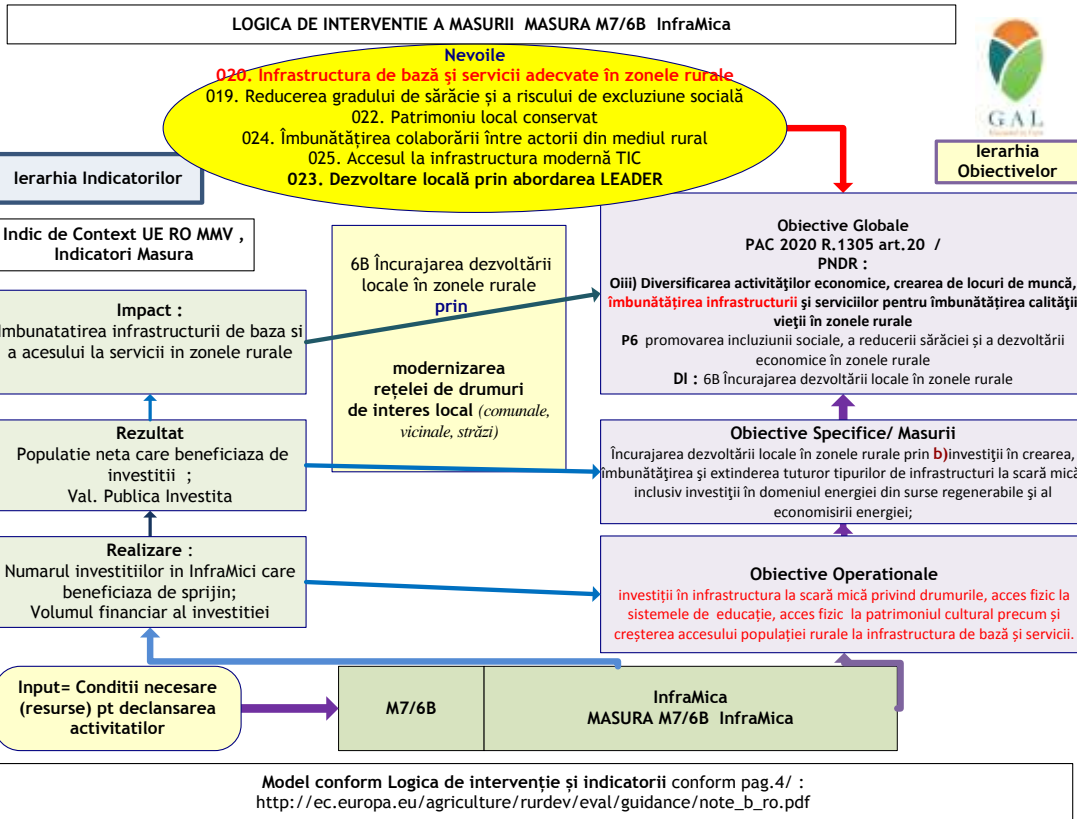 LOGICA DE INTERVENTIE A MASURII MASURA M7/6B InfraMica
Nevoile
020. Infrastructura de bază şi servicii adecvate în zonele rurale
019. Reducerea gradului de sărăcie și a riscului de excluziune socială
022. Patrimoniu local conservat
024. Îmbunătățirea colaborării între actorii din mediul rural
025. Accesul la infrastructura modernă TIC
023. Dezvoltare locală prin abordarea LEADER
GAL
Ierarhia Indicatorilor
Ierarhia
Obiectivelor
Indic de Context UE RO MMV ,
Indicatori Masura
6B Încurajarea dezvoltării
locale în zonele rurale
prin
modernizarea
rețelei de drumuri
de interes local (comunale,
vicinale, străzi)
Obiective Globale
PAC 2020 R.1305 art.20 /
PNDR :
Oiii) Diversificarea activităţilor economice, crearea de locuri de muncă,
îmbunătăţirea infrastructurii şi serviciilor pentru îmbunătăţirea calităţii
vieţii în zonele rurale
P6 promovarea incluziunii sociale, a reducerii sărăciei și a dezvoltării
economice în zonele rurale
DI : 6B Încurajarea dezvoltării locale în zonele rurale
Impact :
Imbunatatirea infrastructurii de baza si
a acesului la servicii in zonele rurale
Rezultat
Populatie neta care beneficiaza de
investitii ;
Val. Publica Investita
Obiective Specifice/ Masurii
Încurajarea dezvoltării locale în zonele rurale prin b)investiţii în crearea,
îmbunătăţirea şi extinderea tuturor tipurilor de infrastructuri la scară mică
inclusiv investiţii în domeniul energiei din surse regenerabile şi al
economisirii energiei;
Realizare :
Numarul investitiilor in InfraMici care
beneficiaza de sprijin;
Volumul financiar al investitiei
Obiective Operationale
investiții în infrastructura la scară mică privind drumurile, acces fizic la
sistemele de educație, acces fizic la patrimoniul cultural precum și
creșterea accesului populației rurale la infrastructura de bază și servicii.
Input= Conditii necesare
(resurse) pt declansarea
activitatilor
M7/6B
InfraMica
MASURA M7/6B InfraMica
Model conform Logica de intervenție și indicatorii conform pag.4/ :
http://ec.europa.eu/agriculture/rurdev/eval/guidance/note_b_ro.pdf